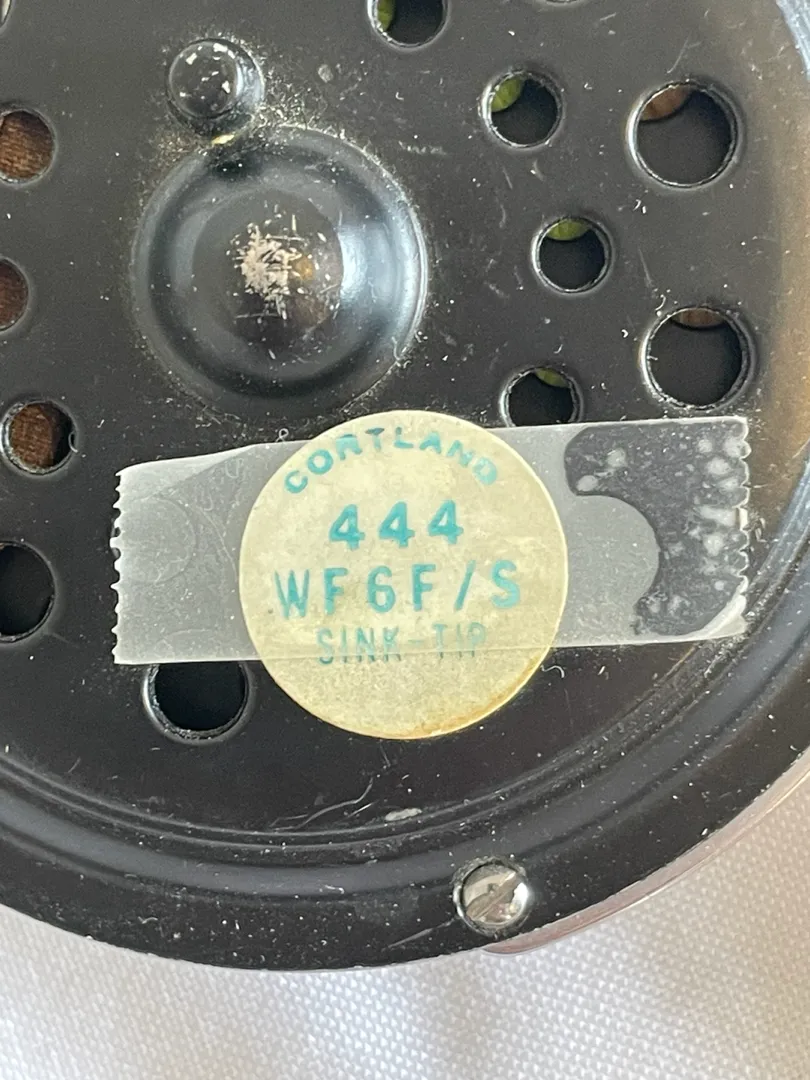 CORTLAND
444
WF6F/S
SINK-TIP